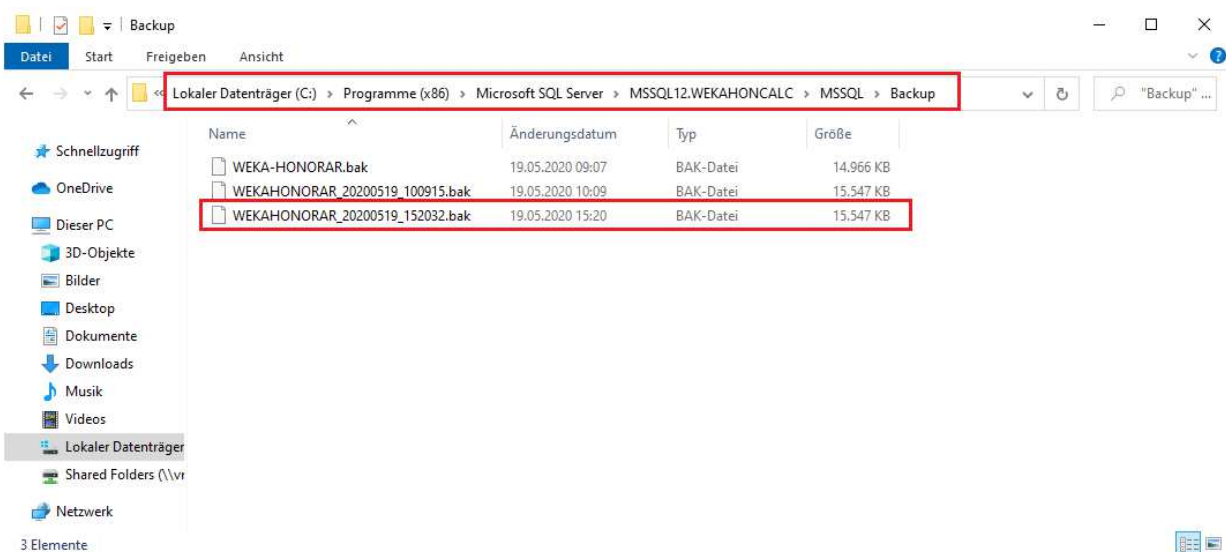 Backup
Datei Start Freigeben Ansicht
Lokaler Datenträger (C:) › Programme (x86) › Microsoft SQL Server › MSSQL12.WEKAHONCALC › MSSQL › Backup "Backup" ...
Name Änderungsdatum Typ Größe
WEKA-HONORAR.bak 19.05.2020 09:07 BAK-Datei 14.966 KB
WEKAHONORAR_20200519_100915.bak 19.05.2020 10:09 BAK-Datei 15.547 KB
WEKAHONORAR_20200519_152032.bak 19.05.2020 15:20 BAK-Datei 15.547 KB
Schnellzugriff
OneDrive
Dieser PC
3D-Objekte
Bilder
Desktop
Dokumente
Downloads
Musik
Videos
Lokaler Datenträger
Shared Folders (\\vr
Netzwerk
3 Elemente